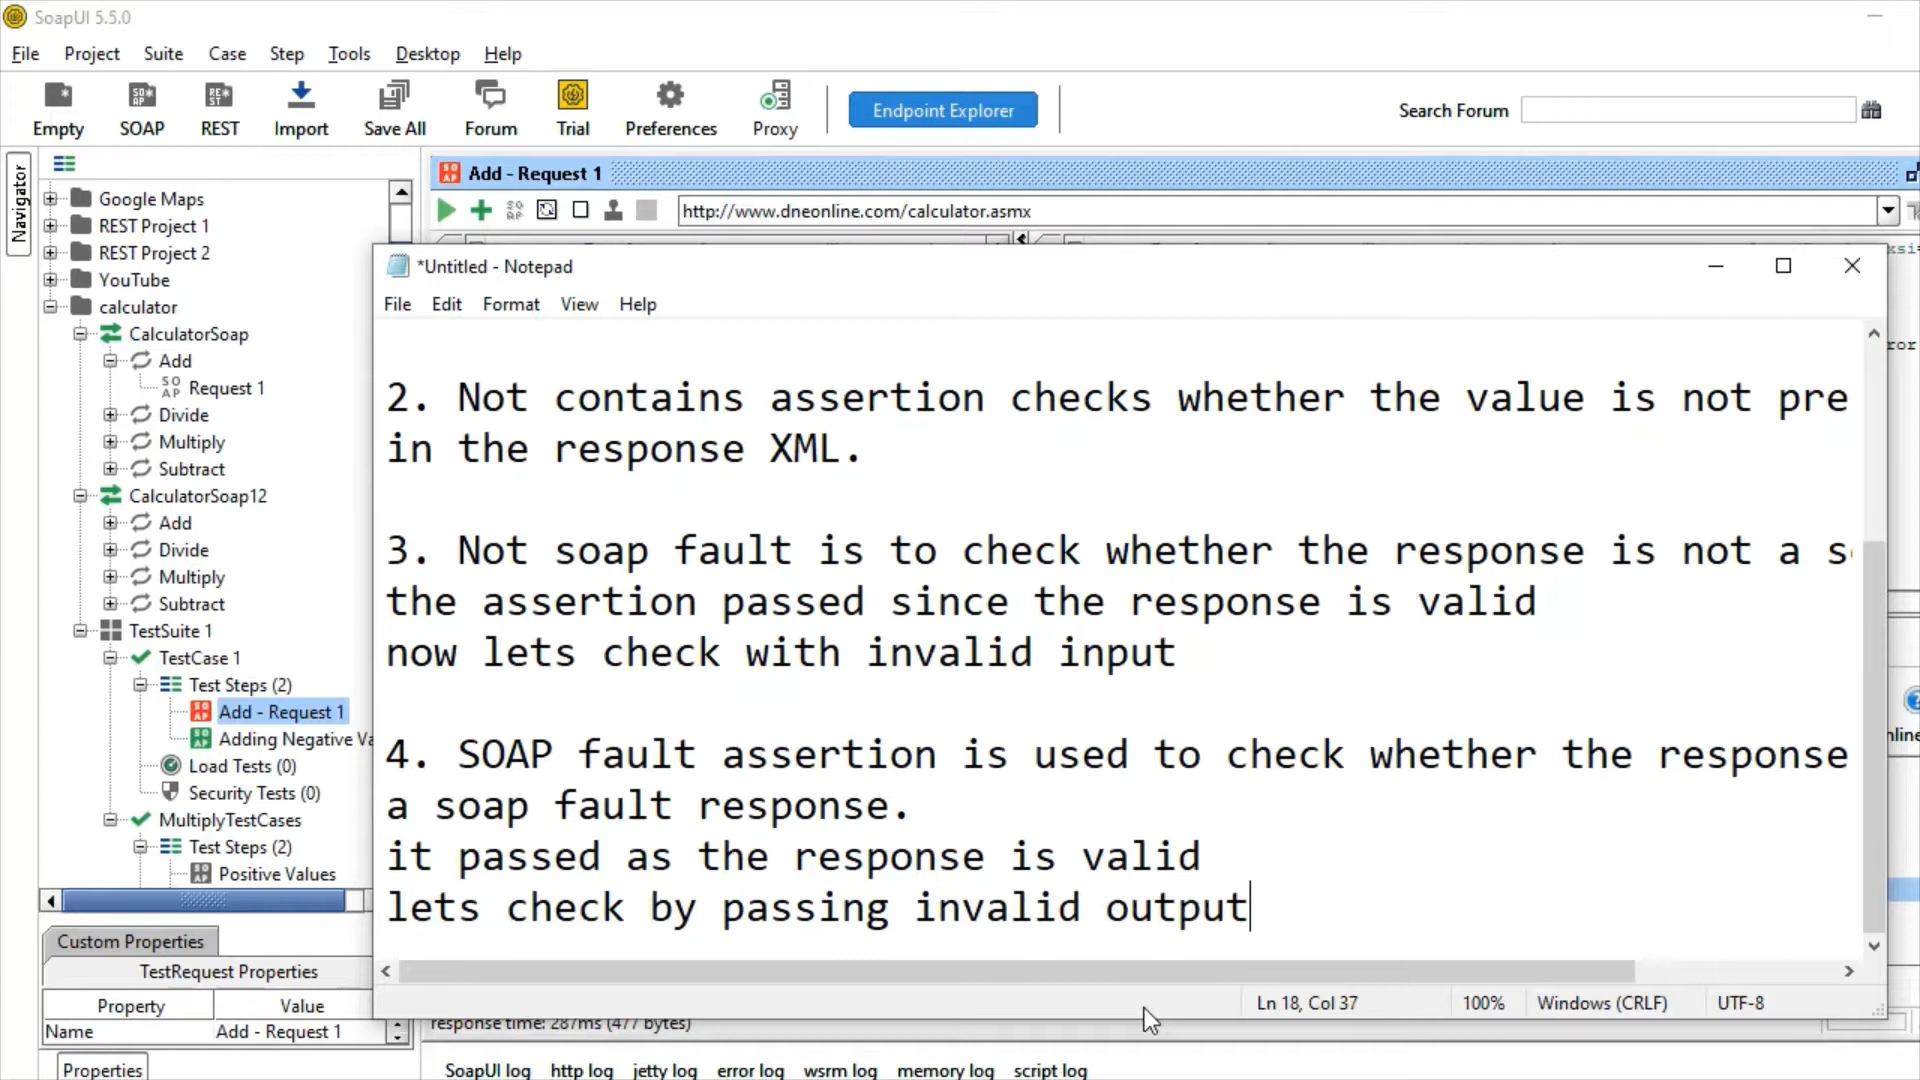 SoapUI 5.5.0
File Project Suite Case Step Tools Desktop Help
Empty SOAP REST Import Save All Forum Trial Preferences Proxy Endpoint Explorer Search Forum
Navigator
Google Maps
REST Project 1
REST Project 2
YouTube
calculator
CalculatorSoap
Add
Request 1
Divide
Multiply
Subtract
CalculatorSoap12
Add
Divide
Multiply
Subtract
TestSuite 1
TestCase 1
Test Steps (2)
Add - Request 1
Adding Negative Va
Load Tests (0)
Security Tests (0)
MultiplyTestCases
Test Steps (2)
Positive Values
Custom Properties
TestRequest Properties
Property Value
Name Add - Request 1
Properties
Add - Request 1
http://www.dneonline.com/calculator.asmx
*Untitled - Notepad
File Edit Format View Help
2. Not contains assertion checks whether the value is not pre
in the response XML.
3. Not soap fault is to check whether the response is not a s
the assertion passed since the response is valid
now lets check with invalid input
4. SOAP fault assertion is used to check whether the response
a soap fault response.
it passed as the response is valid
lets check by passing invalid output
Ln 18, Col 37 100% Windows (CRLF) UTF-8
response time: 287ms (477 bytes)
SoapUI log http log jetty log error log wsrm log memory log script log